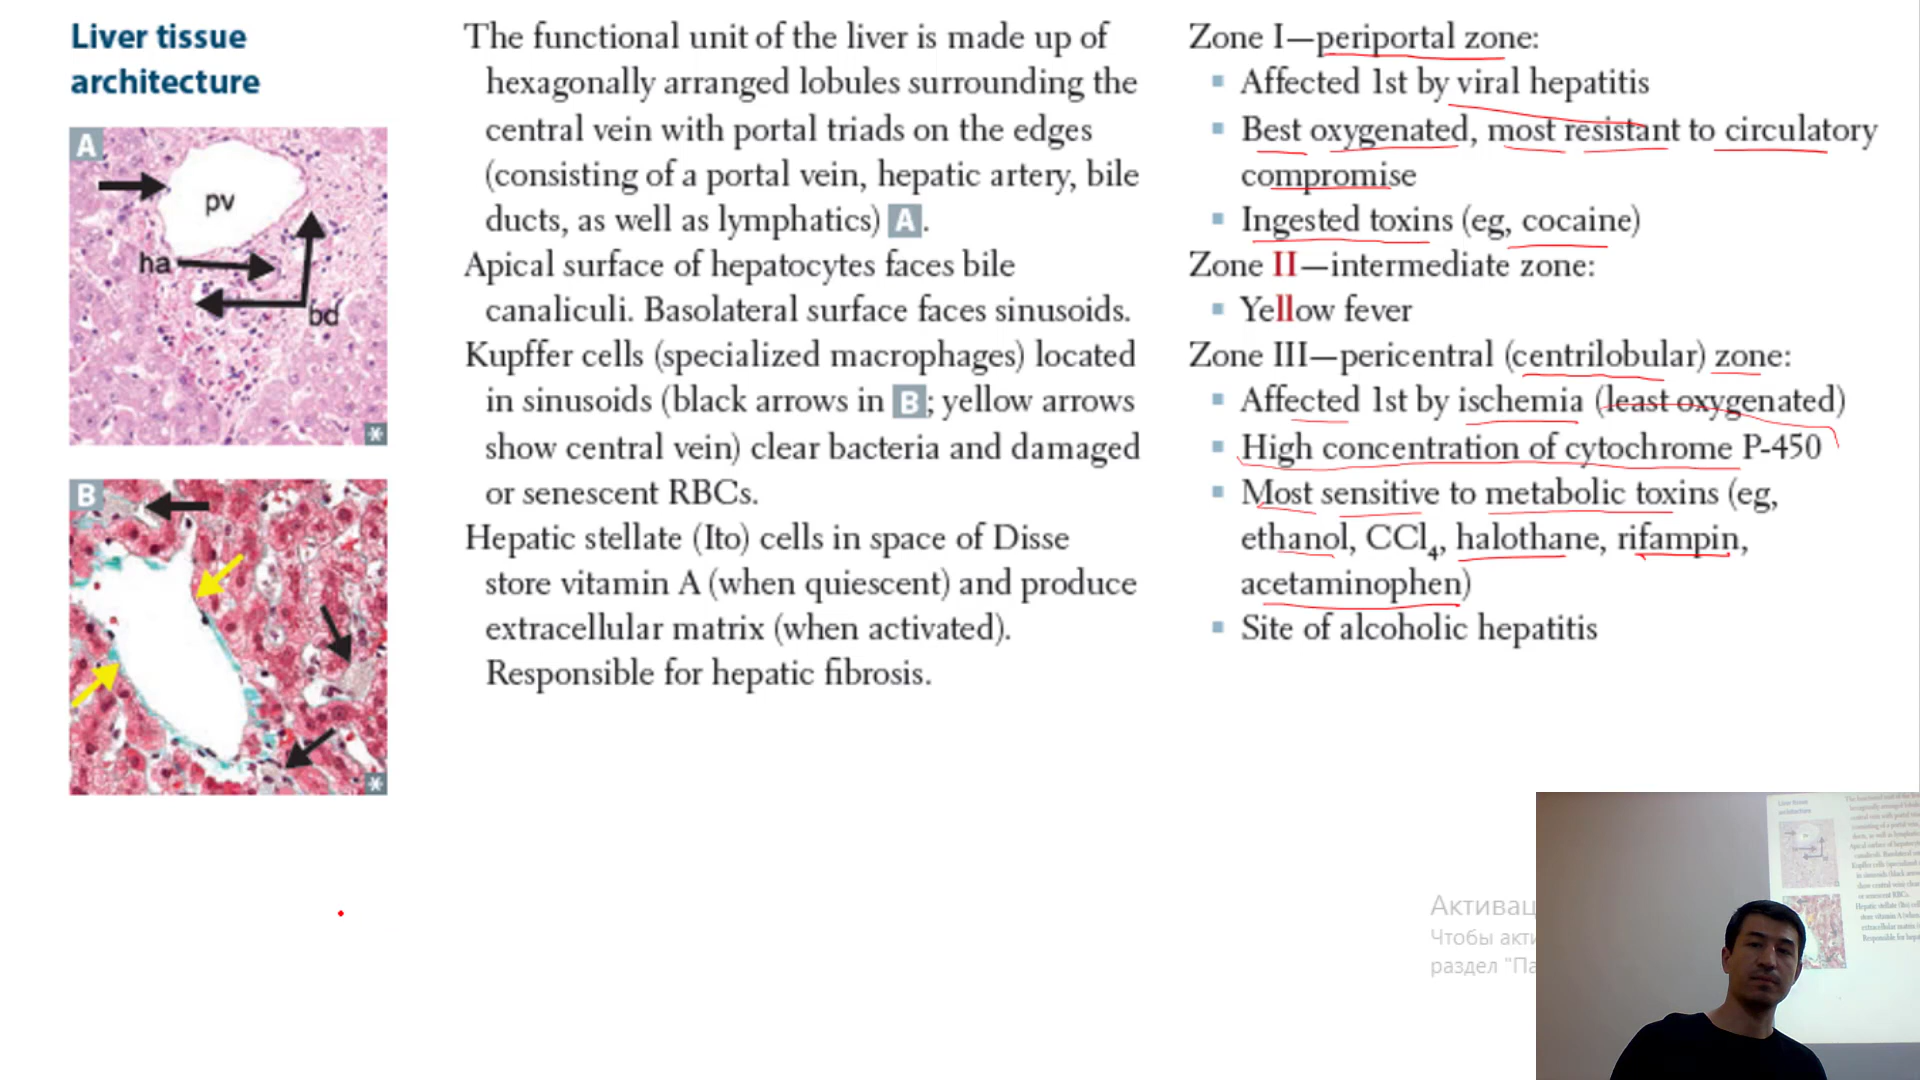 Liver tissue
architecture
A
pv
ha
bd
B
The functional unit of the liver is made up of
hexagonally arranged lobules surrounding the
central vein with portal triads on the edges
(consisting of a portal vein, hepatic artery, bile
ducts, as well as lymphatics) A.
Apical surface of hepatocytes faces bile
canaliculi. Basolateral surface faces sinusoids.
Kupffer cells (specialized macrophages) located
in sinusoids (black arrows in B; yellow arrows
show central vein) clear bacteria and damaged
or senescent RBCs.
Hepatic stellate (Ito) cells in space of Disse
store vitamin A (when quiescent) and produce
extracellular matrix (when activated).
Responsible for hepatic fibrosis.
Zone I—periportal zone:
▪ Affected 1st by viral hepatitis
▪ Best oxygenated, most resistant to circulatory
compromise
▪ Ingested toxins (eg, cocaine)
Zone II—intermediate zone:
▪ Yellow fever
Zone III—pericentral (centrilobular) zone:
▪ Affected 1st by ischemia (least oxygenated)
▪ High concentration of cytochrome P-450
▪ Most sensitive to metabolic toxins (eg,
ethanol, CCl₄, halothane, rifampin,
acetaminophen)
▪ Site of alcoholic hepatitis
Активац
Чтобы акти
раздел "Па
Liver tissue
architecture